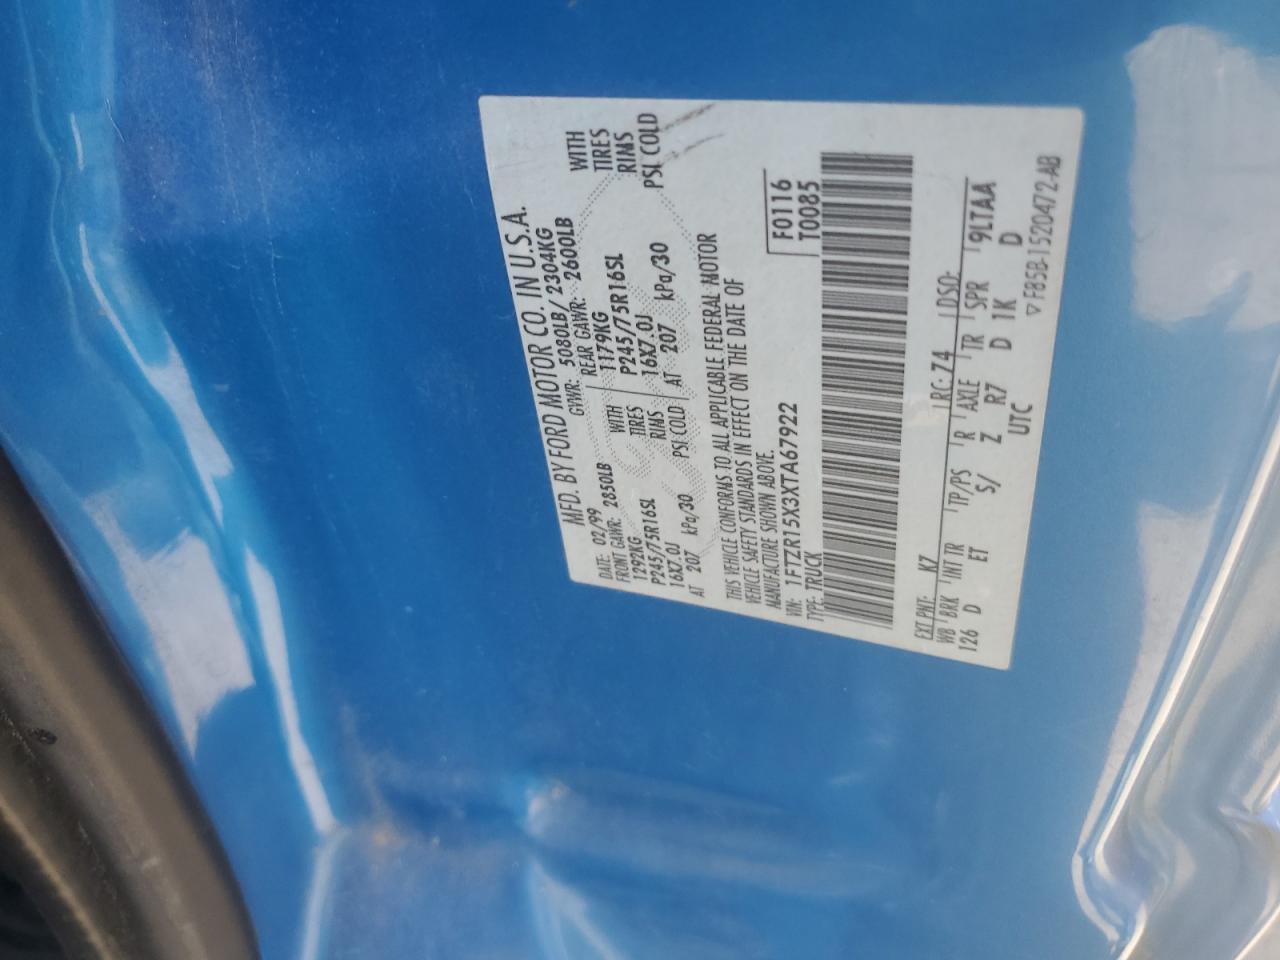 MFD. BY FORD MOTOR CO. IN U.S.A.
DATE: 02/99 GVWR: 5080LB/ 2304KG
FRONT GAWR: 2850LB REAR GAWR: 2600LB
1292KG WITH 1179KG WITH
P245/75R16SL TIRES P245/75R16SL TIRES
16X7.0J RIMS 16X7.0J RIMS
AT 207 kPa/30 PSI COLD AT 207 kPa/30 PSI COLD
THIS VEHICLE CONFORMS TO ALL APPLICABLE FEDERAL MOTOR
VEHICLE SAFETY STANDARDS IN EFFECT ON THE DATE OF
MANUFACTURE SHOWN ABOVE.
VIN: 1FTZR15X3XTA67922 F0116
TYPE: TRUCK T0085
EXT PNT: K7 RC: 74 DSO:
WB BRK INT TR TP/PS R AXLE TR SPR 9LTAA
126 D ET S/ Z R7 D 1K D
UTC
▽F85B-1520472-AB